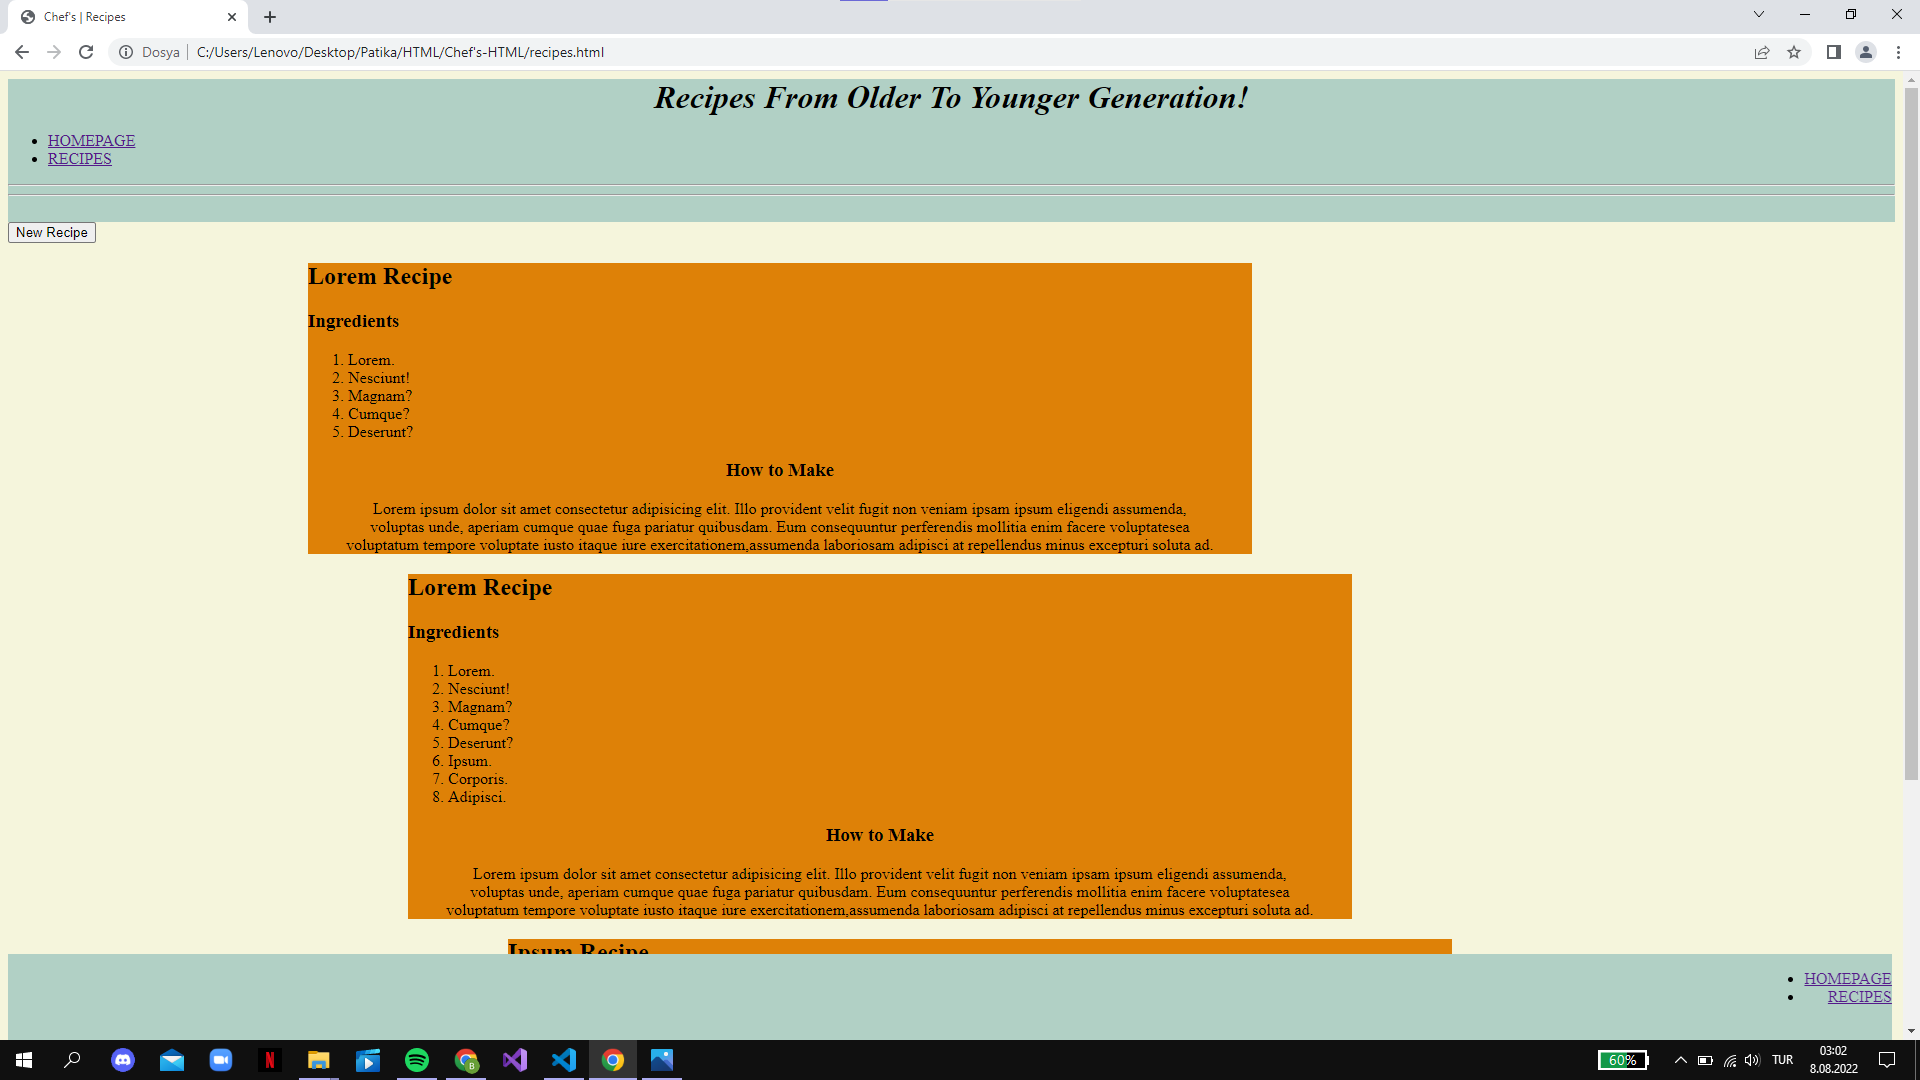 Chef's | Recipes
Dosya
C:/Users/Lenovo/Desktop/Patika/HTML/Chef's-HTML/recipes.html
Recipes From Older To Younger Generation!
HOMEPAGE
RECIPES
New Recipe
Lorem Recipe
Ingredients
1. Lorem.
2. Nesciunt!
3. Magnam?
4. Cumque?
5. Deserunt?
How to Make
Lorem ipsum dolor sit amet consectetur adipisicing elit. Illo provident velit fugit non veniam ipsam ipsum eligendi assumenda,
voluptas unde, aperiam cumque quae fuga pariatur quibusdam. Eum consequuntur perferendis mollitia enim facere voluptatesea
voluptatum tempore voluptate iusto itaque iure exercitationem,assumenda laboriosam adipisci at repellendus minus excepturi soluta ad.
Lorem Recipe
Ingredients
1. Lorem.
2. Nesciunt!
3. Magnam?
4. Cumque?
5. Deserunt?
6. Ipsum.
7. Corporis.
8. Adipisci.
How to Make
Lorem ipsum dolor sit amet consectetur adipisicing elit. Illo provident velit fugit non veniam ipsam ipsum eligendi assumenda,
voluptas unde, aperiam cumque quae fuga pariatur quibusdam. Eum consequuntur perferendis mollitia enim facere voluptatesea
voluptatum tempore voluptate iusto itaque iure exercitationem,assumenda laboriosam adipisci at repellendus minus excepturi soluta ad.
Ipsum Recipe
HOMEPAGE
RECIPES
N
B
60%
TUR
03:02
8.08.2022